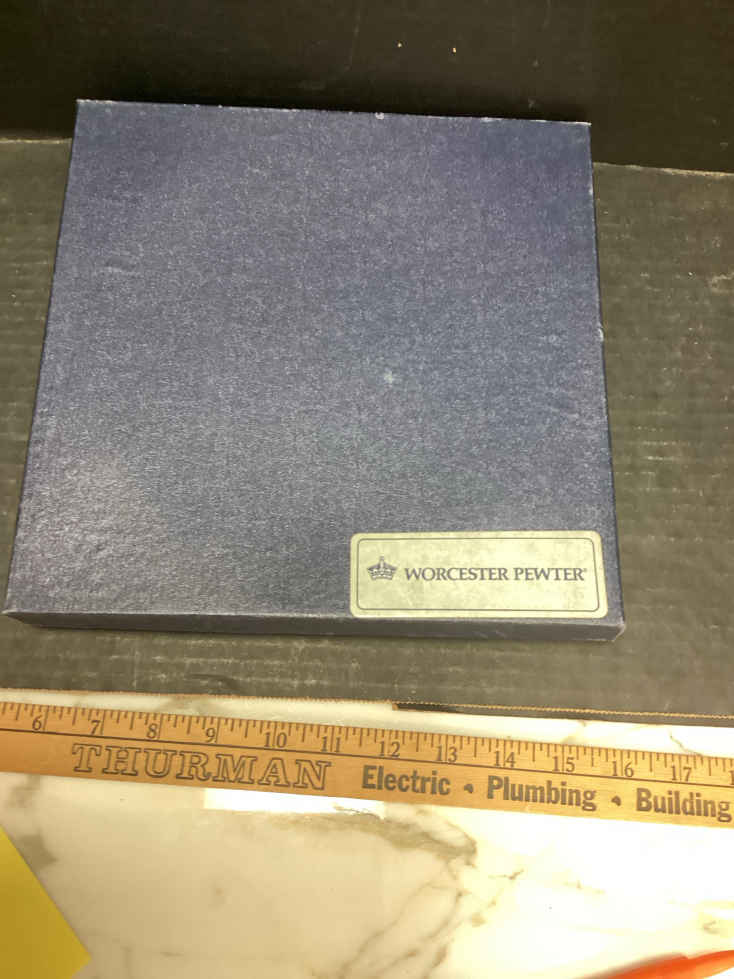 WORCESTER PEWTER®
6 7 8 9 10 11 12 13 14 15 16 17
THURMAN Electric • Plumbing • Building